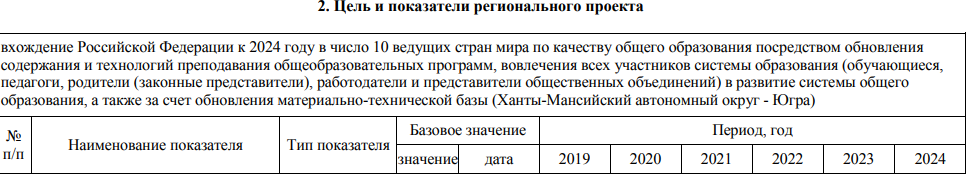 2. Цель и показатели регионального проекта
вхождение Российской Федерации к 2024 году в число 10 ведущих стран мира по качеству общего образования посредством обновления
содержания и технологий преподавания общеобразовательных программ, вовлечения всех участников системы образования (обучающиеся,
педагоги, родители (законные представители), работодатели и представители общественных объединений) в развитие системы общего
образования, а также за счет обновления материально-технической базы (Ханты-Мансийский автономный округ - Югра)
№ п/п Наименование показателя Тип показателя Базовое значение Период, год
значение дата 2019 2020 2021 2022 2023 2024